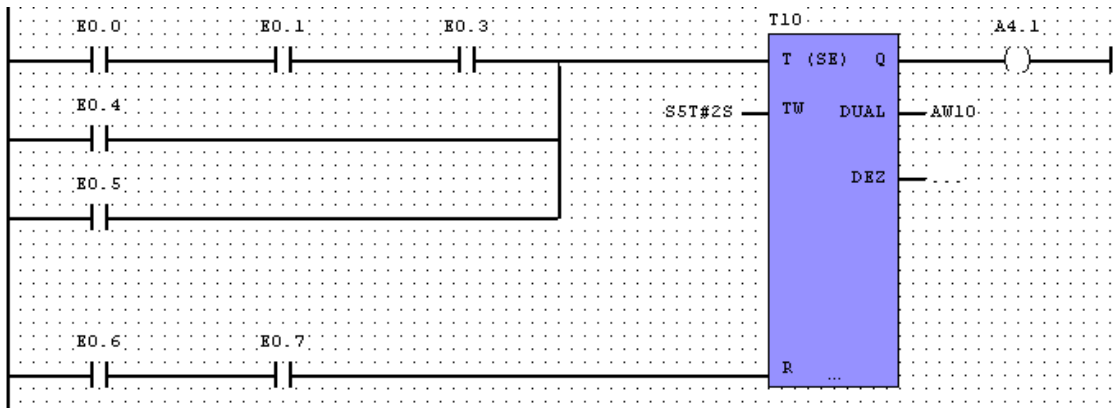 E0.0 E0.1 E0.3 T10 A4.1
T (SE) Q
E0.4
S5T#2S TW DUAL AW10
E0.5 DEZ ...
E0.6 E0.7
R ...